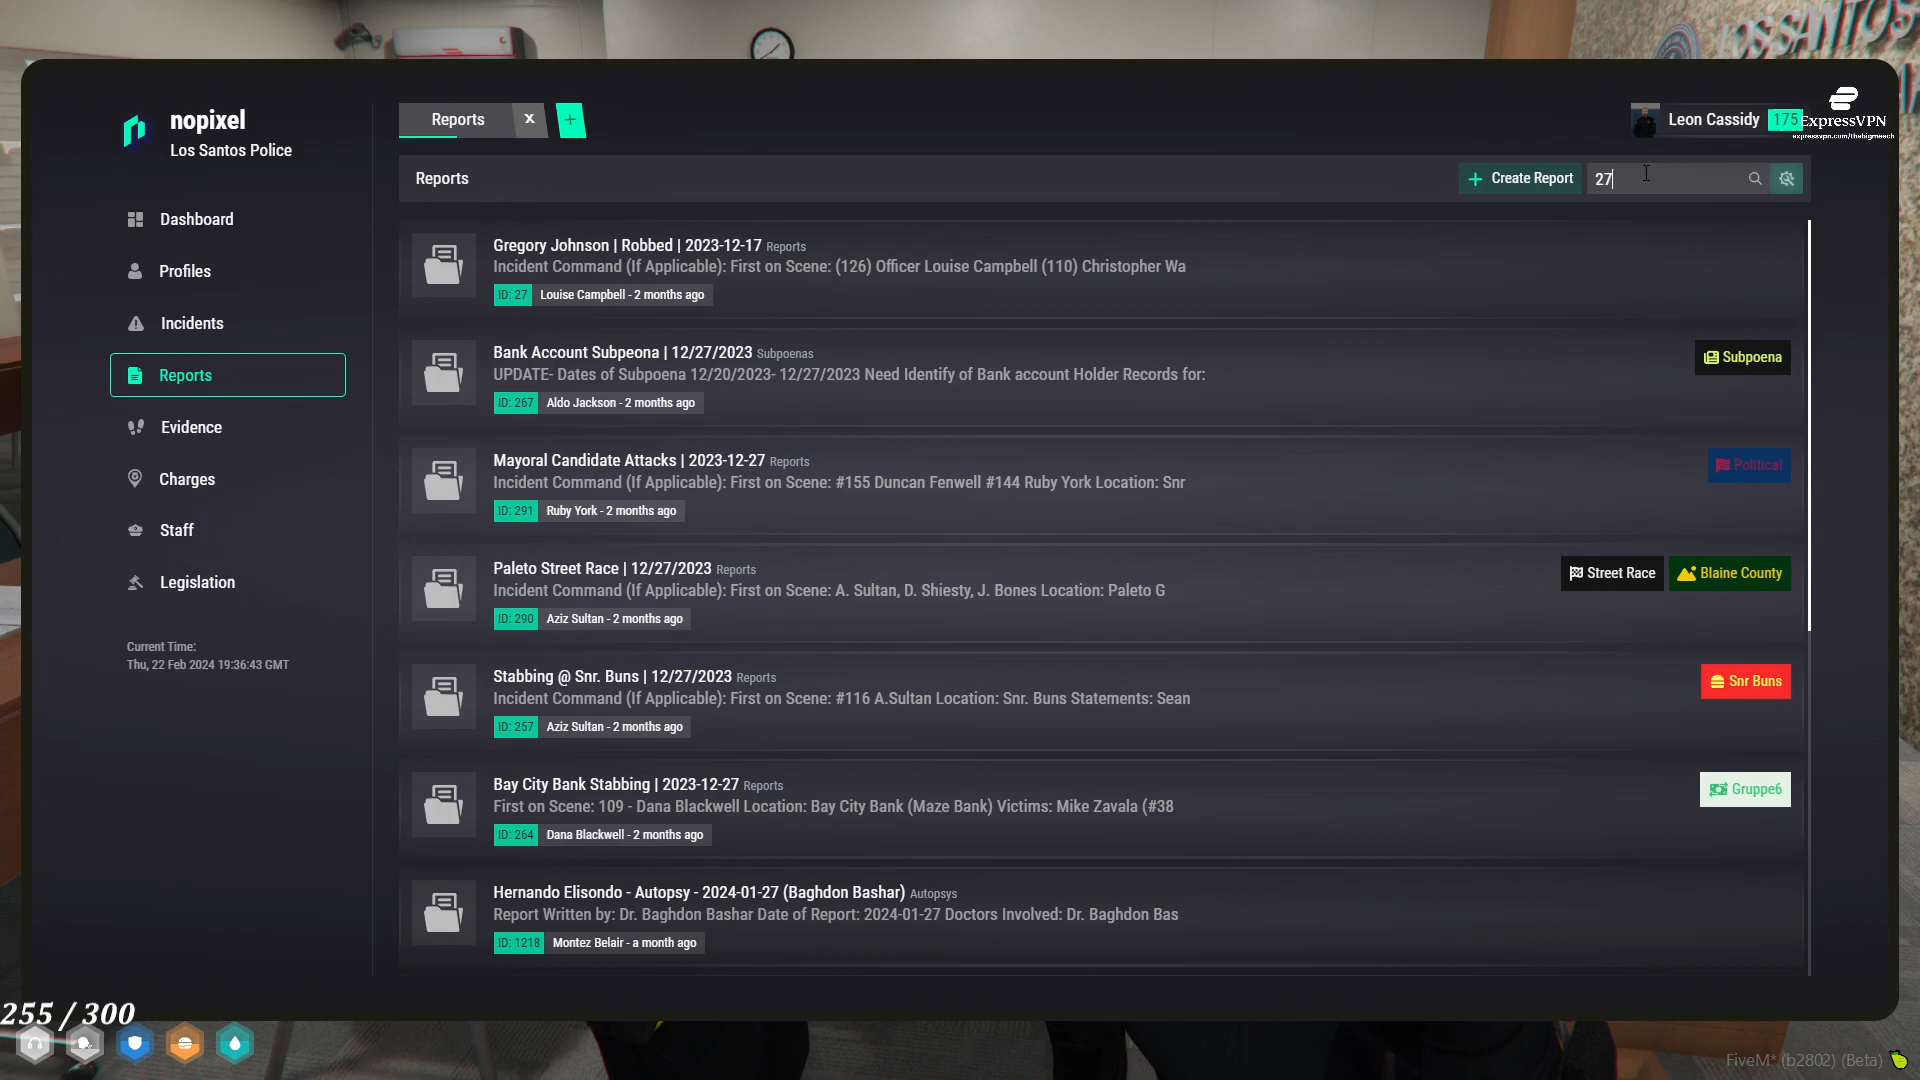 LOS SANTOS
nopixel
Los Santos Police
Reports
x
+
Leon Cassidy 175
ExpressVPN
expressvpn.com/thebigmeech
Reports
+ Create Report
27
Dashboard
Profiles
Incidents
Reports
Evidence
Charges
Staff
Legislation
Current Time:
Thu, 22 Feb 2024 19:36:43 GMT
Gregory Johnson | Robbed | 2023-12-17 Reports
Incident Command (If Applicable): First on Scene: (126) Officer Louise Campbell (110) Christopher Wa
ID: 27 Louise Campbell - 2 months ago
Bank Account Subpeona | 12/27/2023 Subpoenas
Subpoena
UPDATE- Dates of Subpoena 12/20/2023- 12/27/2023 Need Identify of Bank account Holder Records for:
ID: 267 Aldo Jackson - 2 months ago
Mayoral Candidate Attacks | 2023-12-27 Reports
Political
Incident Command (If Applicable): First on Scene: #155 Duncan Fenwell #144 Ruby York Location: Snr
ID: 291 Ruby York - 2 months ago
Paleto Street Race | 12/27/2023 Reports
Street Race Blaine County
Incident Command (If Applicable): First on Scene: A. Sultan, D. Shiesty, J. Bones Location: Paleto G
ID: 290 Aziz Sultan - 2 months ago
Stabbing @ Snr. Buns | 12/27/2023 Reports
Snr Buns
Incident Command (If Applicable): First on Scene: #116 A.Sultan Location: Snr. Buns Statements: Sean
ID: 257 Aziz Sultan - 2 months ago
Bay City Bank Stabbing | 2023-12-27 Reports
Gruppe6
First on Scene: 109 - Dana Blackwell Location: Bay City Bank (Maze Bank) Victims: Mike Zavala (#38
ID: 264 Dana Blackwell - 2 months ago
Hernando Elisondo - Autopsy - 2024-01-27 (Baghdon Bashar) Autopsys
Report Written by: Dr. Baghdon Bashar Date of Report: 2024-01-27 Doctors Involved: Dr. Baghdon Bas
ID: 1218 Montez Belair - a month ago
255 / 300
FiveM* (b2802) (Beta)